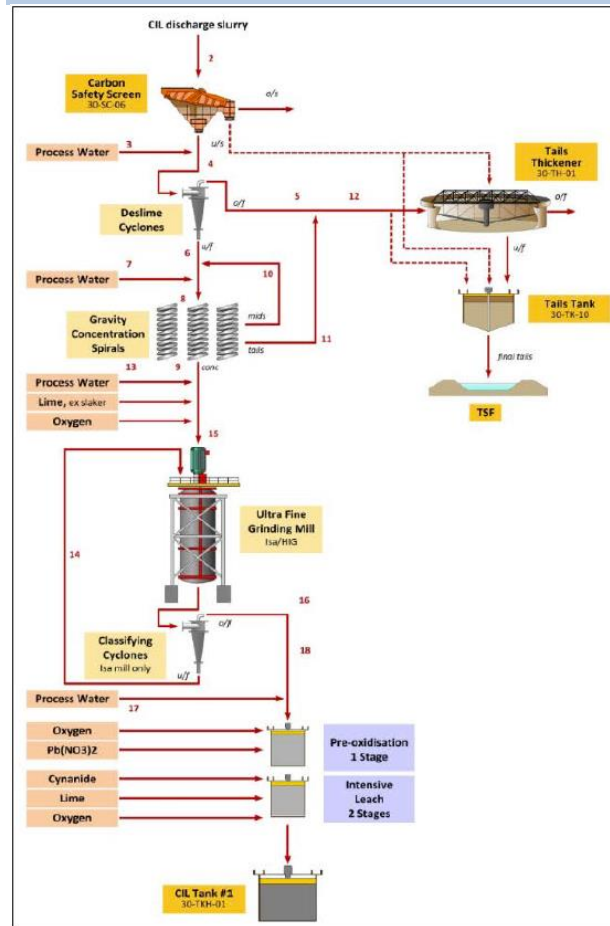 CIL discharge slurry
2
Carbon
Safety Screen
30-SC-06
o/s
Process Water
3
u/s
4
Tails
Thickener
30-TH-01
Deslime
Cyclones
o/f
5
12
o/f
u/f
u/f
6
Process Water
7
10
8
Tails Tank
30-TK-10
Gravity
Concentration
Spirals
mids
tails
11
final tails
13
9
conc
Process Water
TSF
Lime, ex slaker
Oxygen
15
Ultra Fine
Grinding Mill
Isa/HIG
14
16
o/f
Classifying
Cyclones
Isa mill only
18
u/f
Process Water
17
Oxygen
Pb(NO3)2
Pre-oxidisation
1 Stage
Cynanide
Lime
Oxygen
Intensive
Leach
2 Stages
CIL Tank #1
30-TKH-01